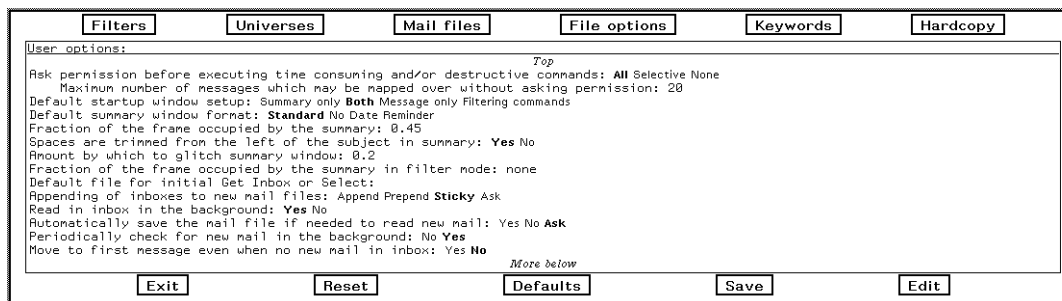 Filters Universes Mail files File options Keywords Hardcopy
User options:
Top
Ask permission before executing time consuming and/or destructive commands: All Selective None
Maximum number of messages which may be mapped over without asking permission: 20
Default startup window setup: Summary only Both Message only Filtering commands
Default summary window format: Standard No Date Reminder
Fraction of the frame occupied by the summary: 0.45
Spaces are trimmed from the left of the subject in summary: Yes No
Amount by which to glitch summary window: 0.2
Fraction of the frame occupied by the summary in filter mode: none
Default file for initial Get Inbox or Select:
Appending of inboxes to new mail files: Append Prepend Sticky Ask
Read in inbox in the background: Yes No
Automatically save the mail file if needed to read new mail: Yes No Ask
Periodically check for new mail in the background: No Yes
Move to first message even when no new mail in inbox: Yes No
More below
Exit Reset Defaults Save Edit